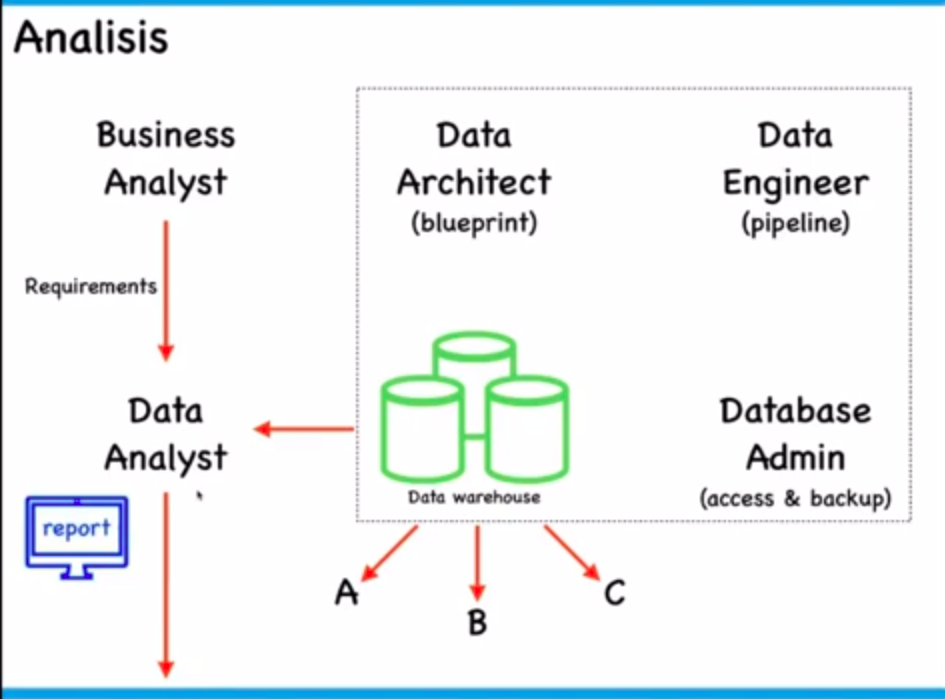 Analisis
Business
Analyst
Data
Architect
(blueprint)
Data
Engineer
(pipeline)
Requirements
Data
Analyst
report
Data warehouse
Database
Admin
(access & backup)
A
B
C